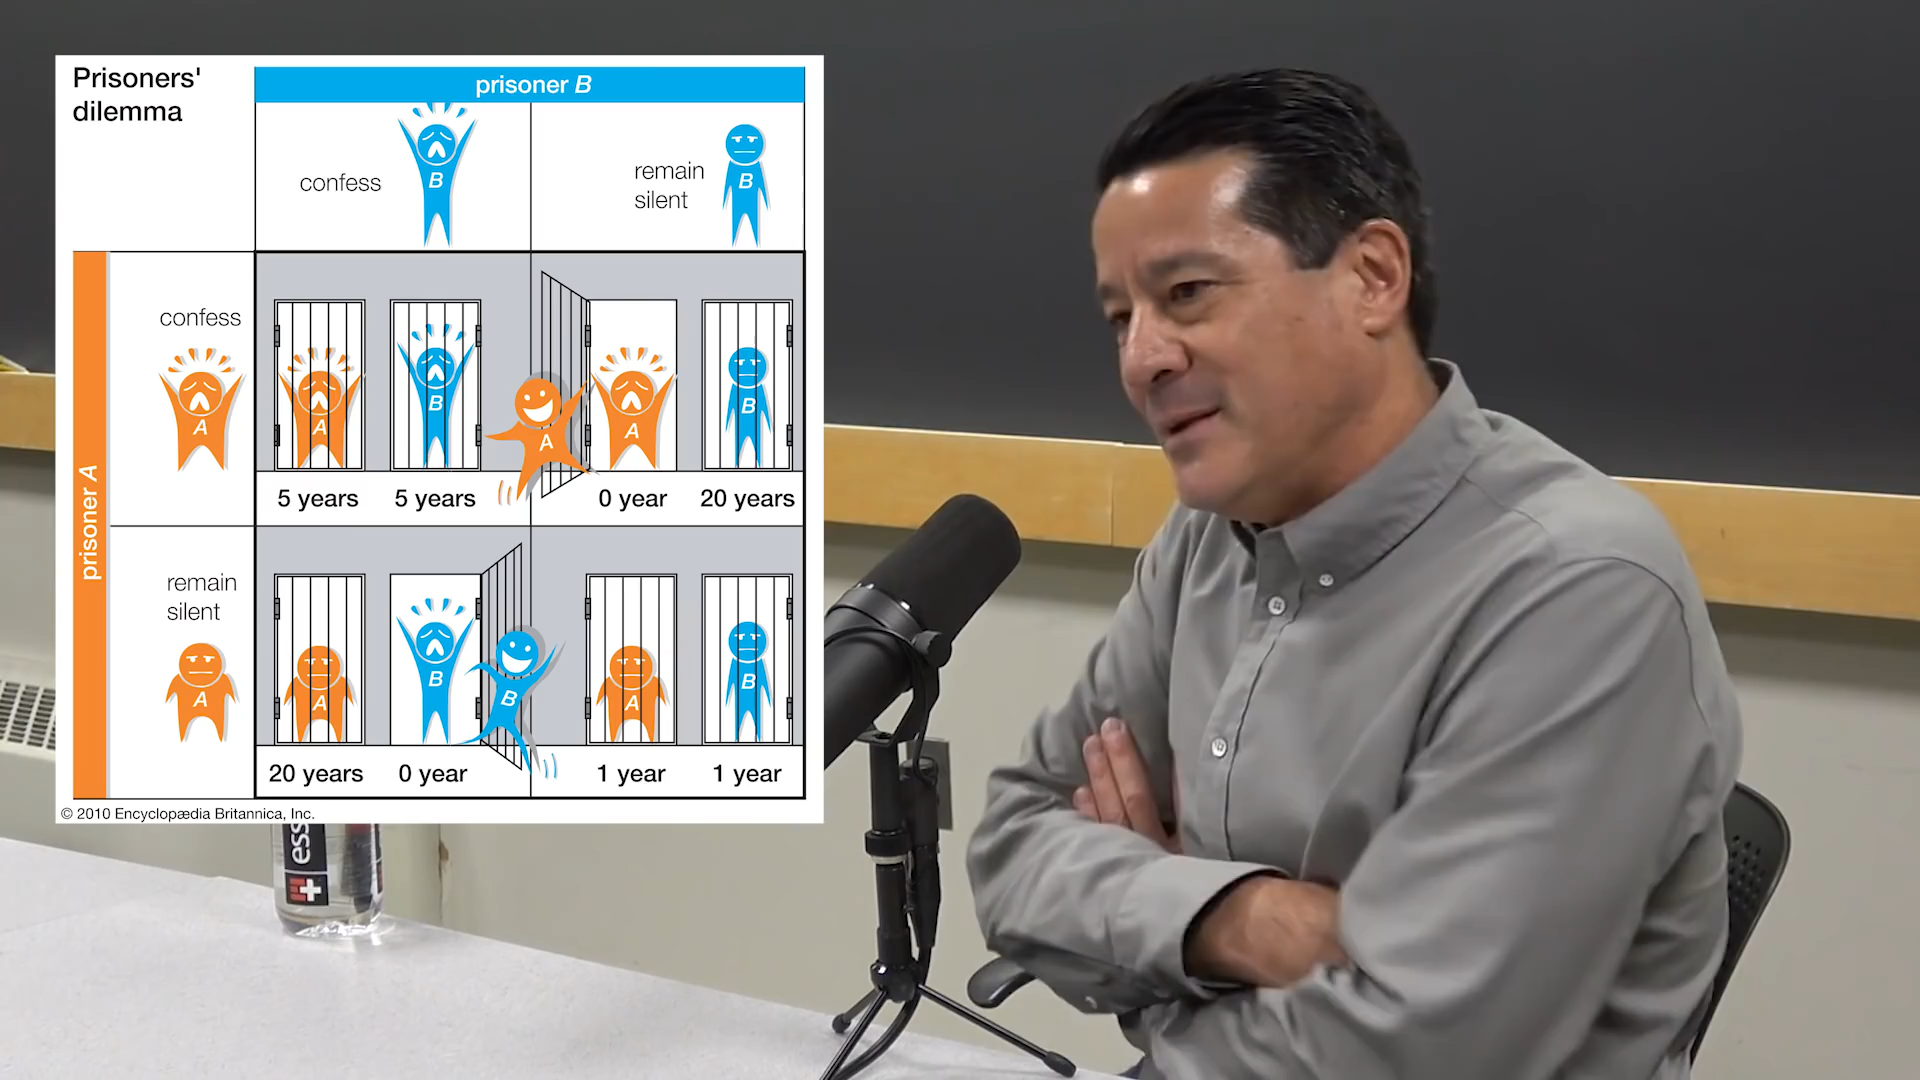 Prisoners'
dilemma
prisoner B
confess
B
remain
silent
B
prisoner A
confess
A
A
B
A
A
B
5 years
5 years
0 year
20 years
remain
silent
A
A
B
B
A
B
20 years
0 year
1 year
1 year
© 2010 Encyclopædia Britannica, Inc.
ess